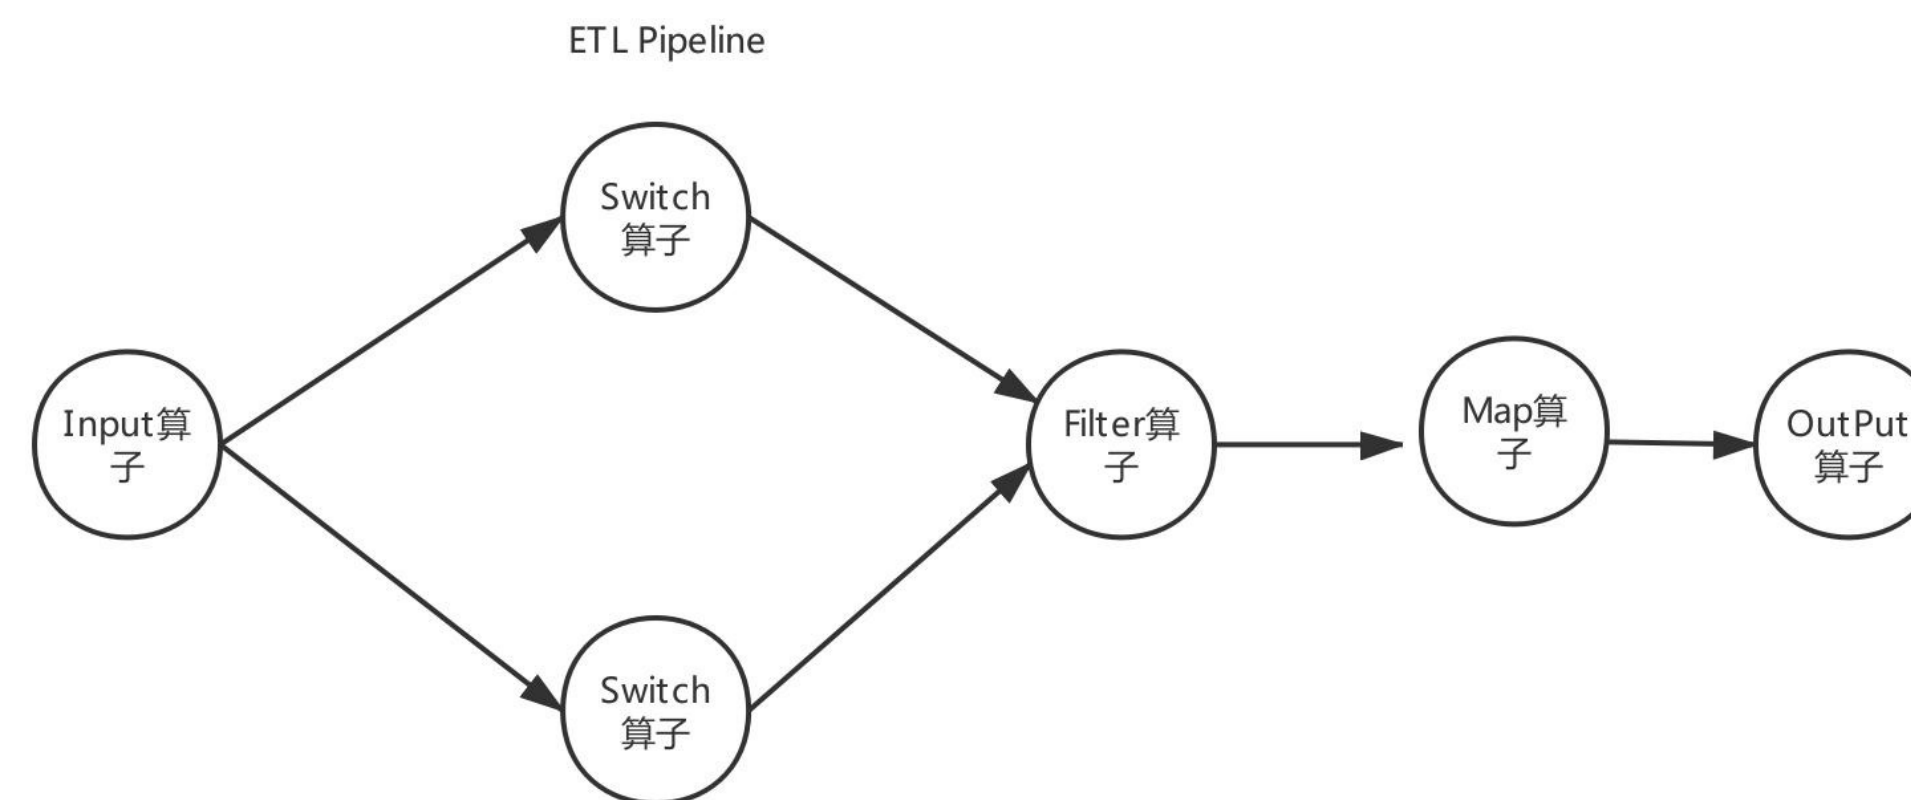 ETL Pipeline
Switch
算子
Input算
子
Filter算
子
Map算
子
OutPut
算子
Switch
算子